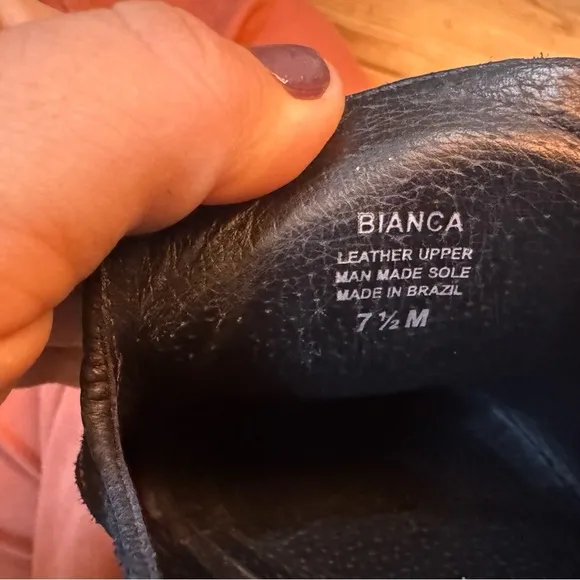 BIANCA
LEATHER UPPER
MAN MADE SOLE
MADE IN BRAZIL
7 ½ M